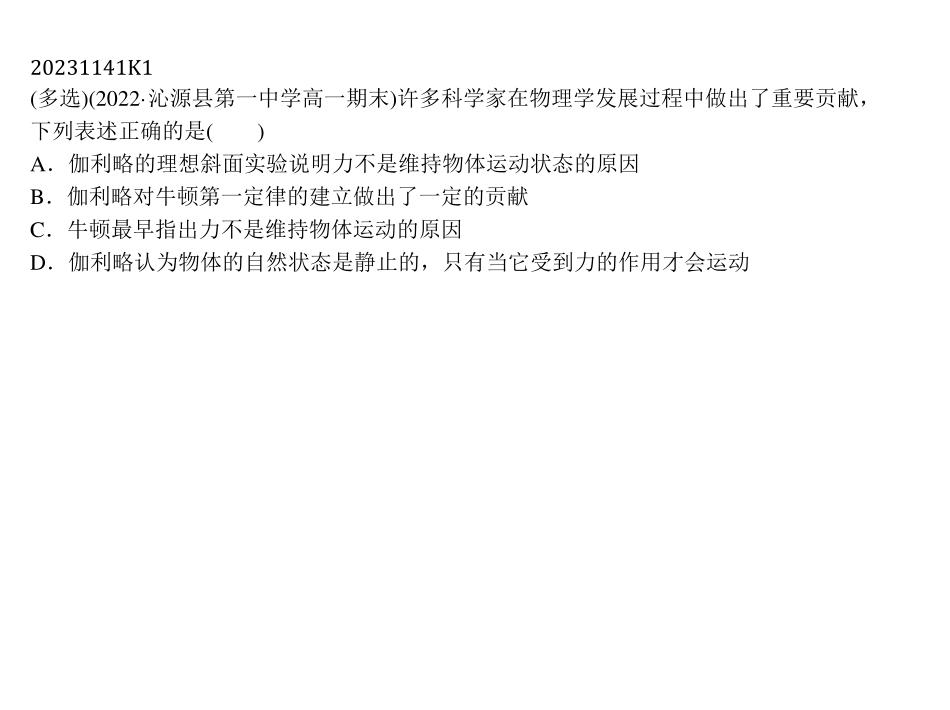 20231141K1
(多选)(2022·沁源县第一中学高一期末)许多科学家在物理学发展过程中做出了重要贡献，
下列表述正确的是(　　)
A．伽利略的理想斜面实验说明力不是维持物体运动状态的原因
B．伽利略对牛顿第一定律的建立做出了一定的贡献
C．牛顿最早指出力不是维持物体运动的原因
D．伽利略认为物体的自然状态是静止的，只有当它受到力的作用才会运动